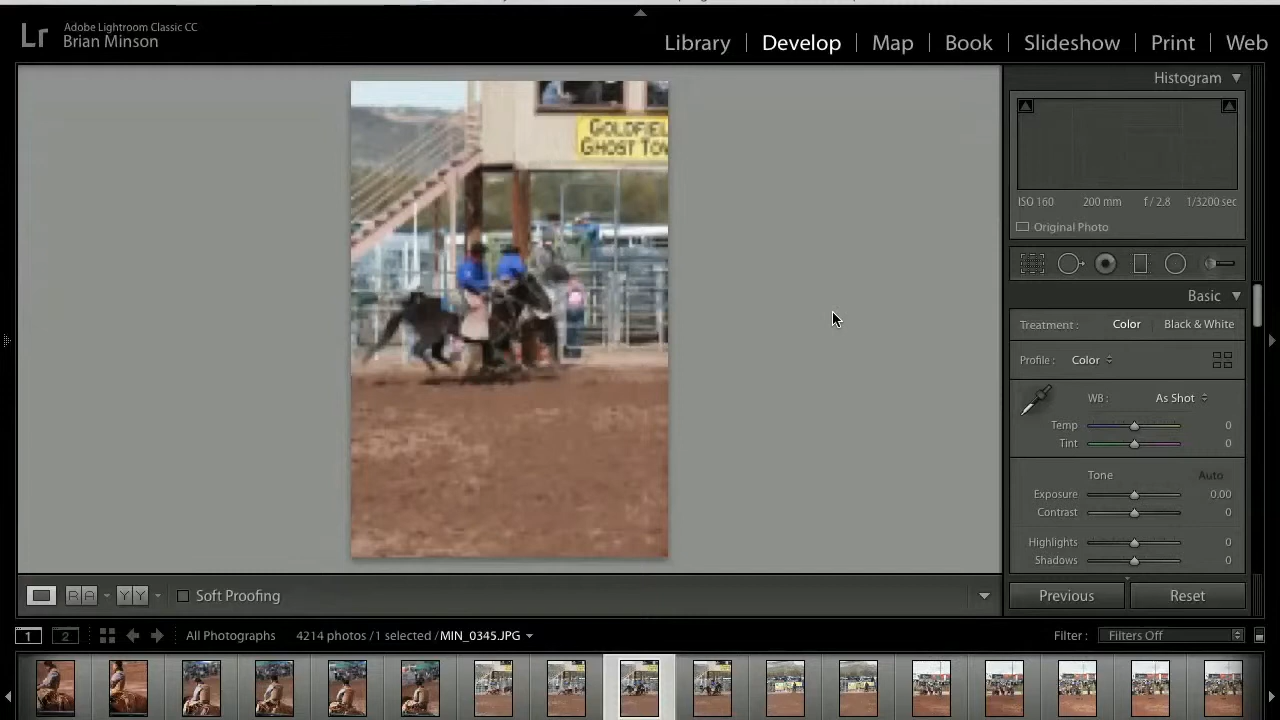 Lr
Adobe Lightroom Classic CC
Brian Minson
Library | Develop | Map | Book | Slideshow | Print | Web
GOLDFIEL
GHOST TOW
Histogram
ISO 160 200 mm f / 2.8 1/3200 sec
Original Photo
Basic
Treatment : Color Black & White
Profile : Color
WB : As Shot
Temp 0
Tint 0
Tone Auto
Exposure 0.00
Contrast 0
Highlights 0
Shadows 0
R A Y Y Soft Proofing
Previous Reset
1 2 All Photographs 4214 photos / 1 selected / MIN_0345.JPG Filter : Filters Off